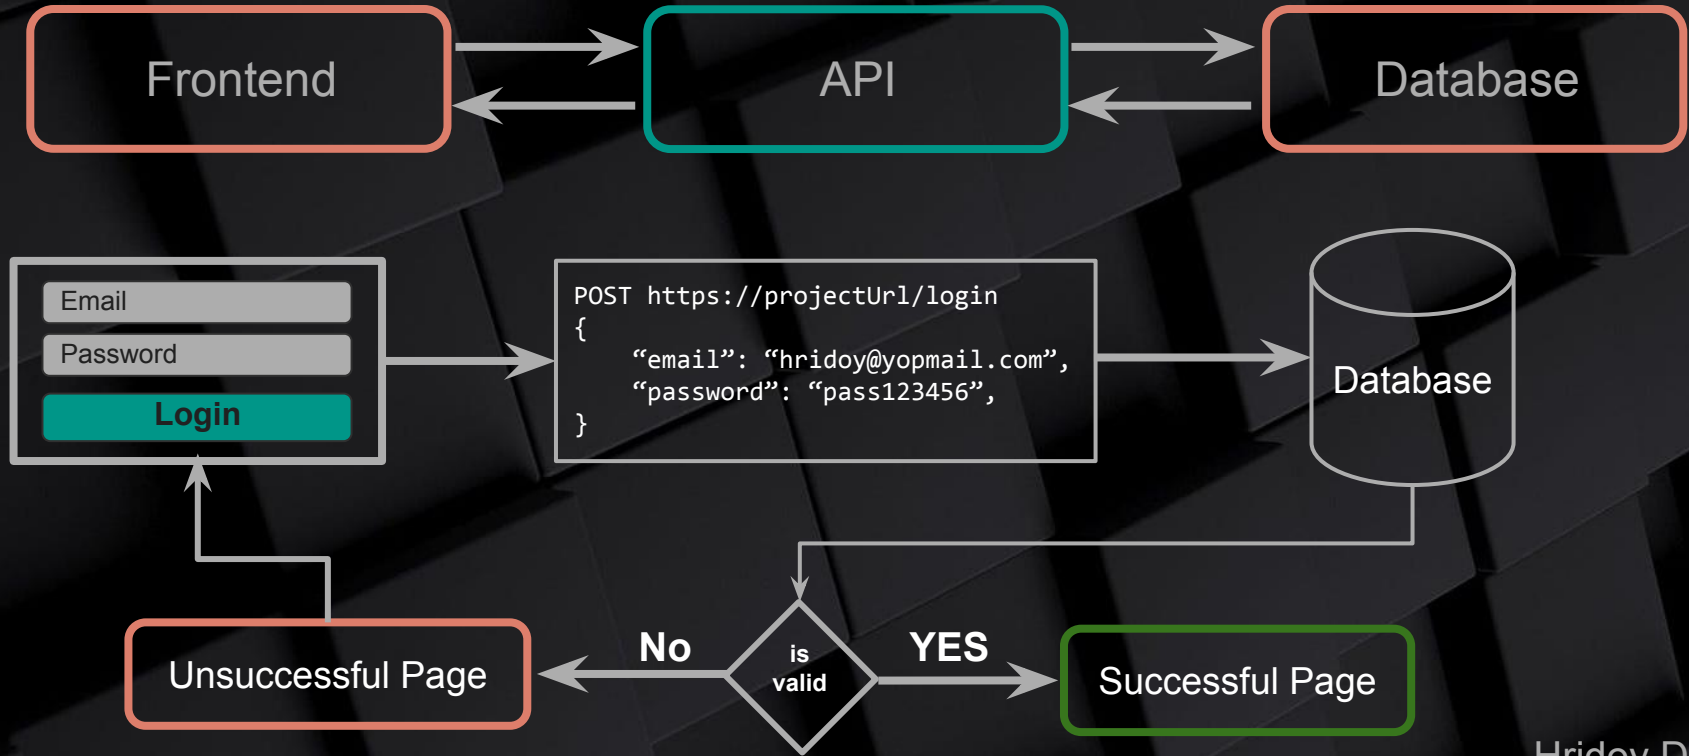 Frontend
API
Database
Email
Password
Login
POST https://projectUrl/login
{
“email”: “hridoy@yopmail.com”,
“password”: “pass123456”,
}
Database
No
is
valid
YES
Unsuccessful Page
Successful Page